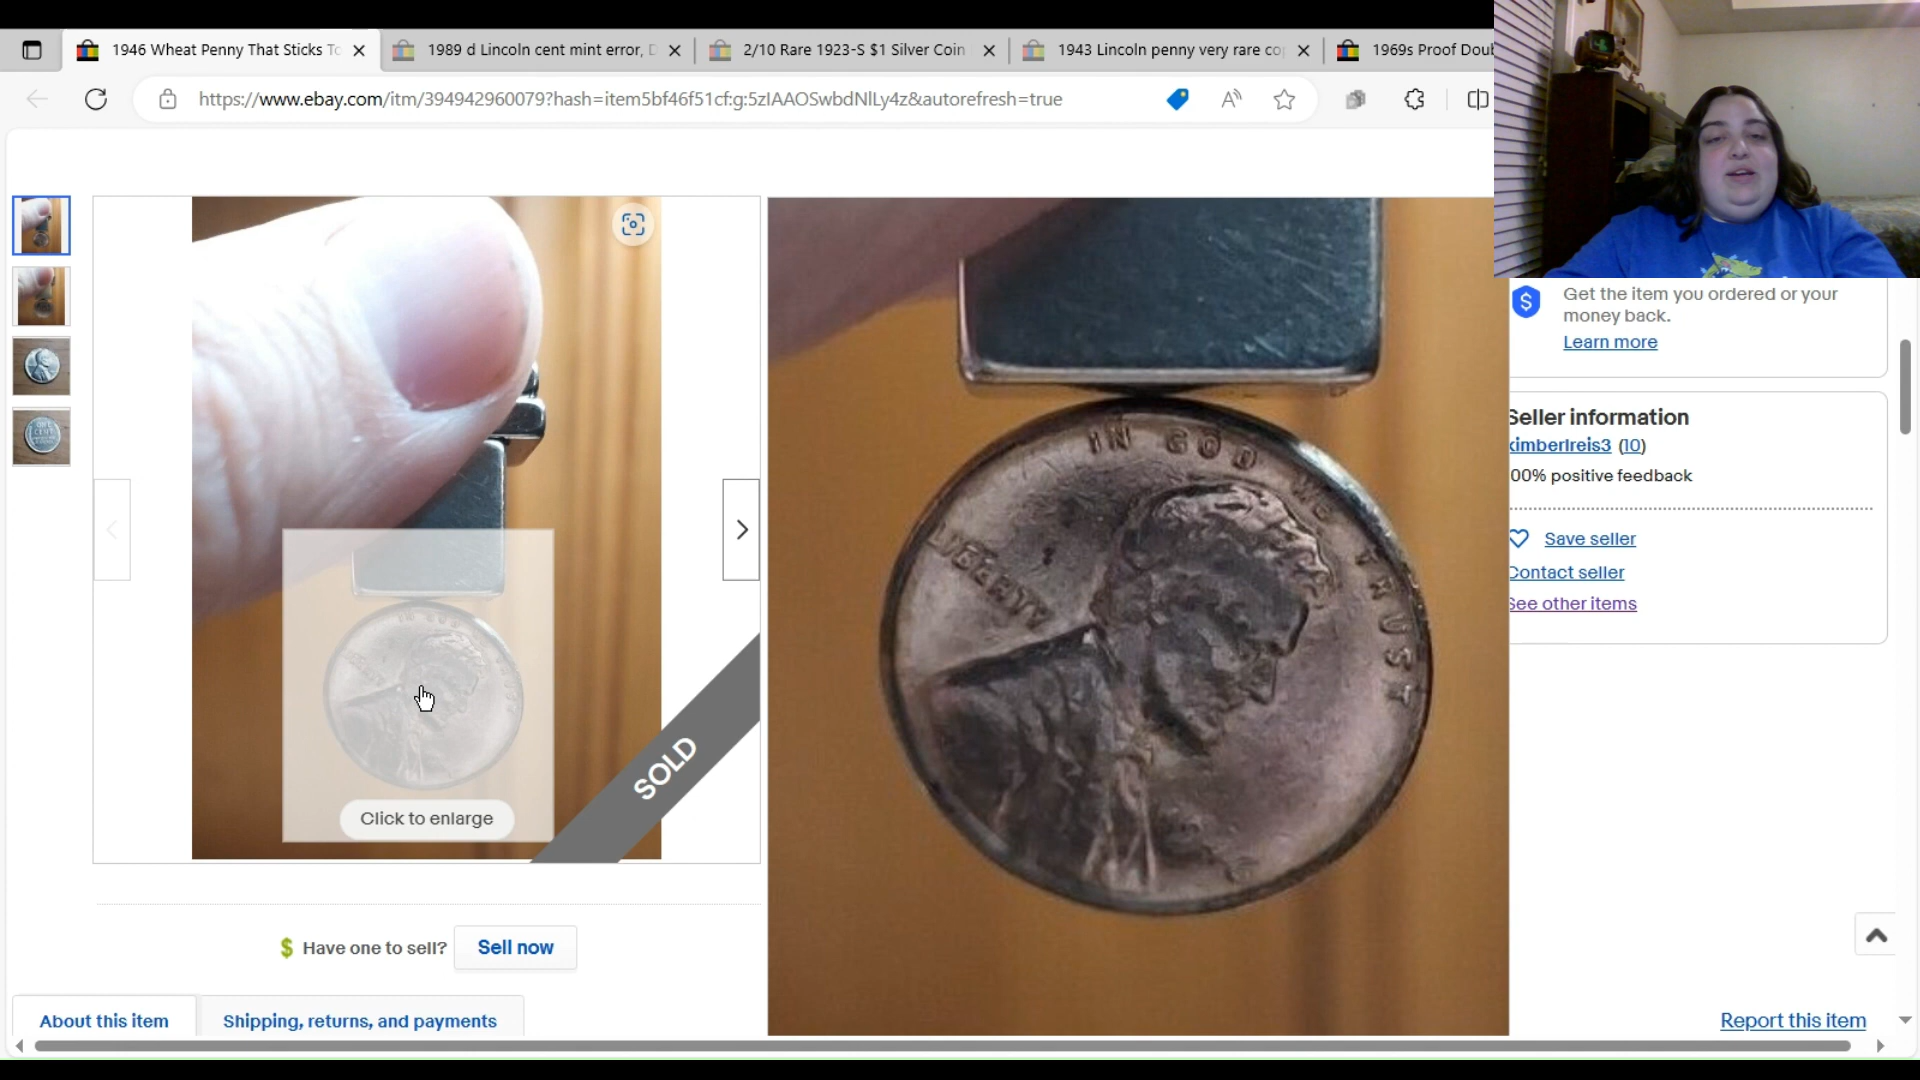 1946 Wheat Penny That Sticks To
1989 d Lincoln cent mint error, D
2/10 Rare 1923-S $1 Silver Coin
1943 Lincoln penny very rare co
1969s Proof Doub
https://www.ebay.com/itm/394942960079?hash=item5bf46f51cf:g:5zIAAOSwbdNlLy4z&autorefresh=true
IN GOD WE TRUST
LIBERTY
SOLD
Click to enlarge
$ Have one to sell?
Sell now
About this item
Shipping, returns, and payments
Get the item you ordered or your
money back.
Learn more
Seller information
kimberlreis3 (10)
00% positive feedback
Save seller
Contact seller
See other items
Report this item